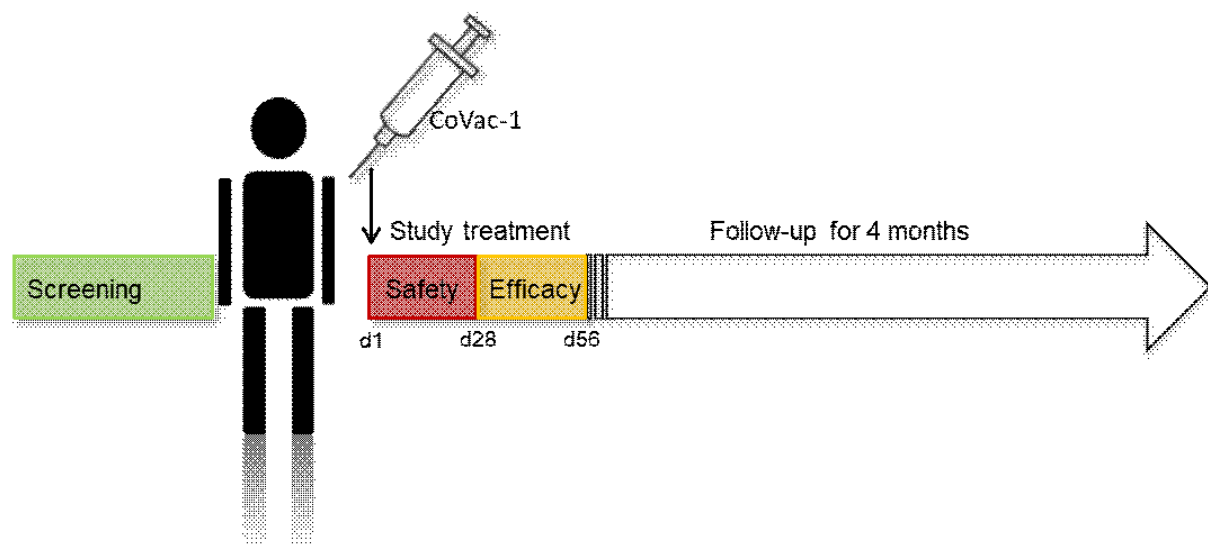 CoVac-1
Study treatment
Follow-up for 4 months
Screening
Safety
Efficacy
d1
d28
d56